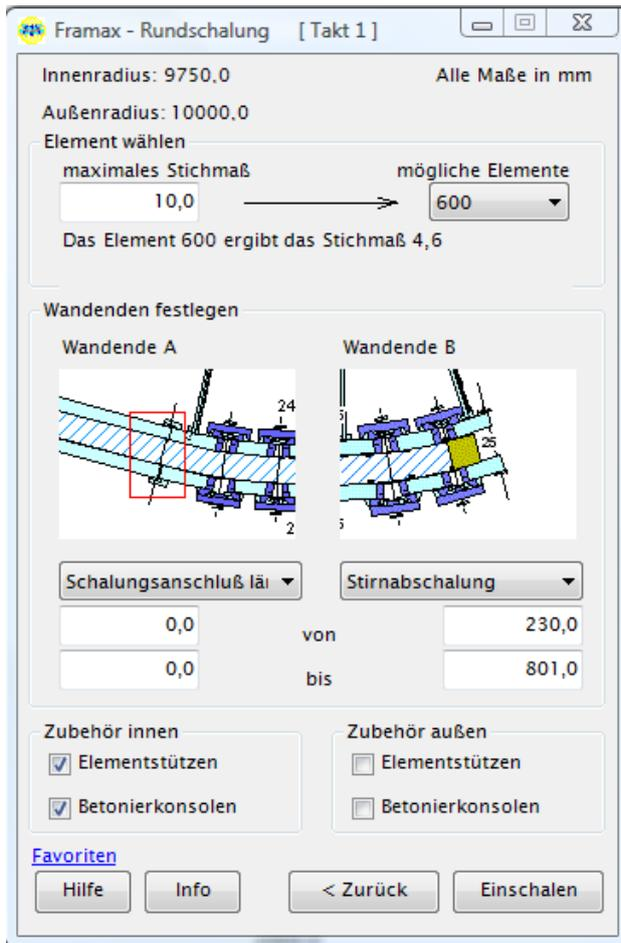 Framax - Rundschalung [ Takt 1 ]
Innenradius: 9750,0 Alle Maße in mm
Außenradius: 10000,0
Element wählen
maximales Stichmaß mögliche Elemente
10,0 600
Das Element 600 ergibt das Stichmaß 4,6
Wandenden festlegen
Wandende A Wandende B
24 25
2
Schalungsanschluß lä Stirnabschalung
0,0 von 230,0
0,0 bis 801,0
Zubehör innen Zubehör außen
Elementstützen Elementstützen
Betonierkonsolen Betonierkonsolen
Favoriten
Hilfe Info < Zurück Einschalen